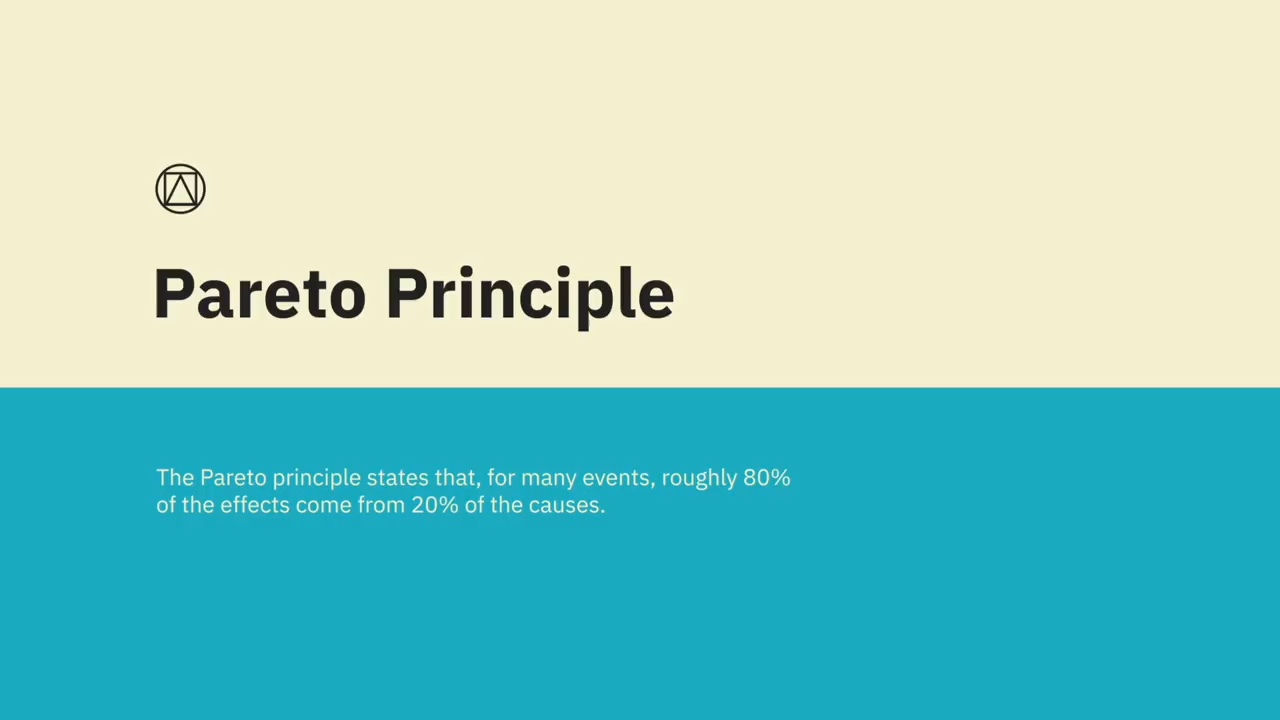 Pareto Principle
The Pareto principle states that, for many events, roughly 80%
of the effects come from 20% of the causes.